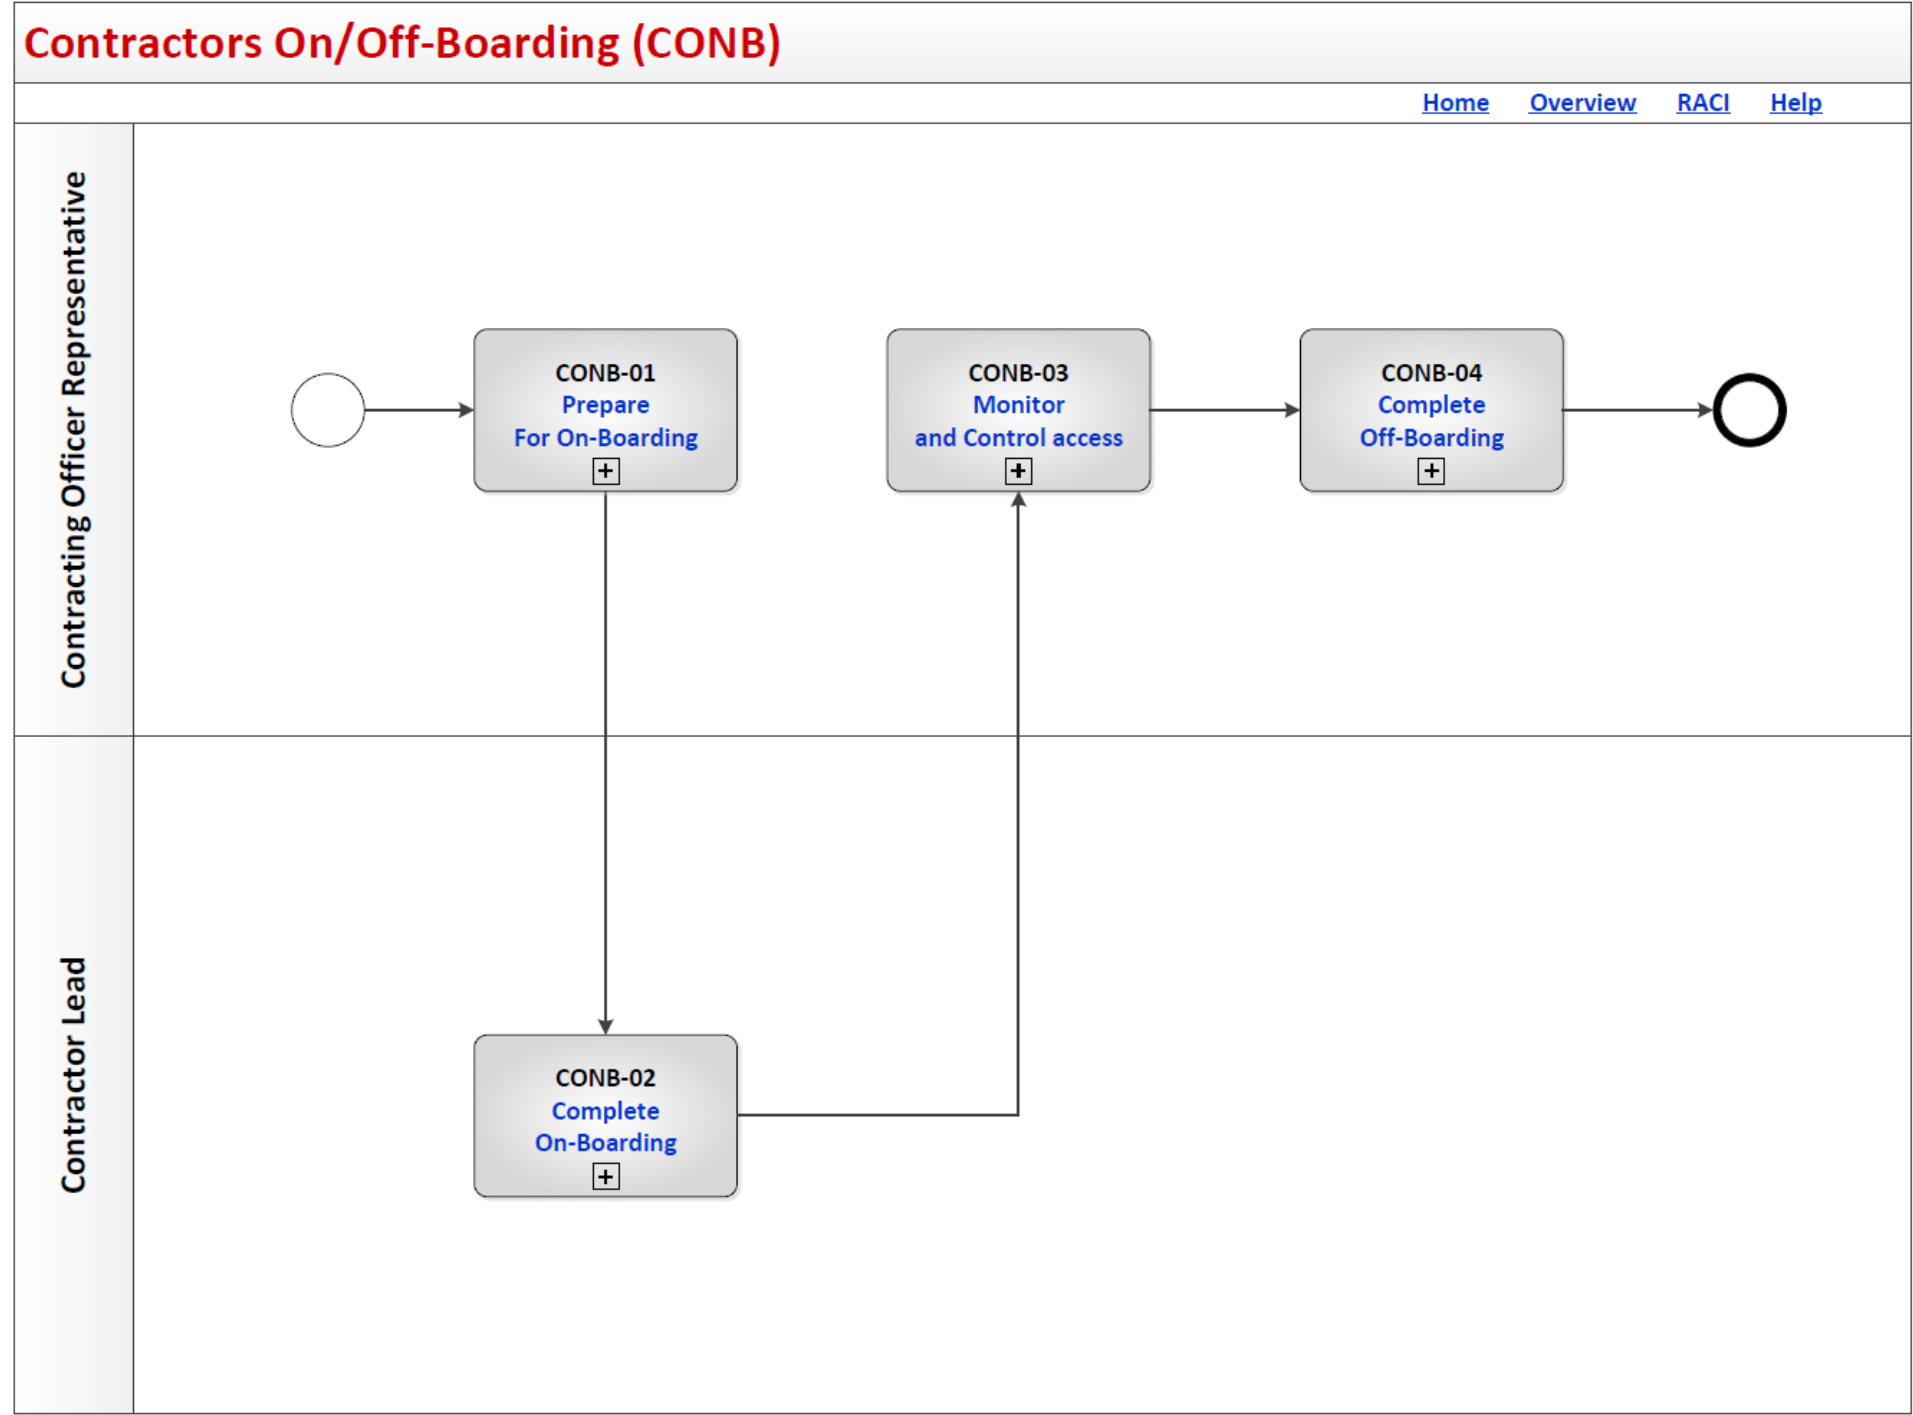 Contractors On/Off-Boarding (CONB)
Home Overview RACI Help
Contracting Officer Representative
CONB-01
Prepare
For On-Boarding
CONB-03
Monitor
and Control access
CONB-04
Complete
Off-Boarding
Contractor Lead
CONB-02
Complete
On-Boarding